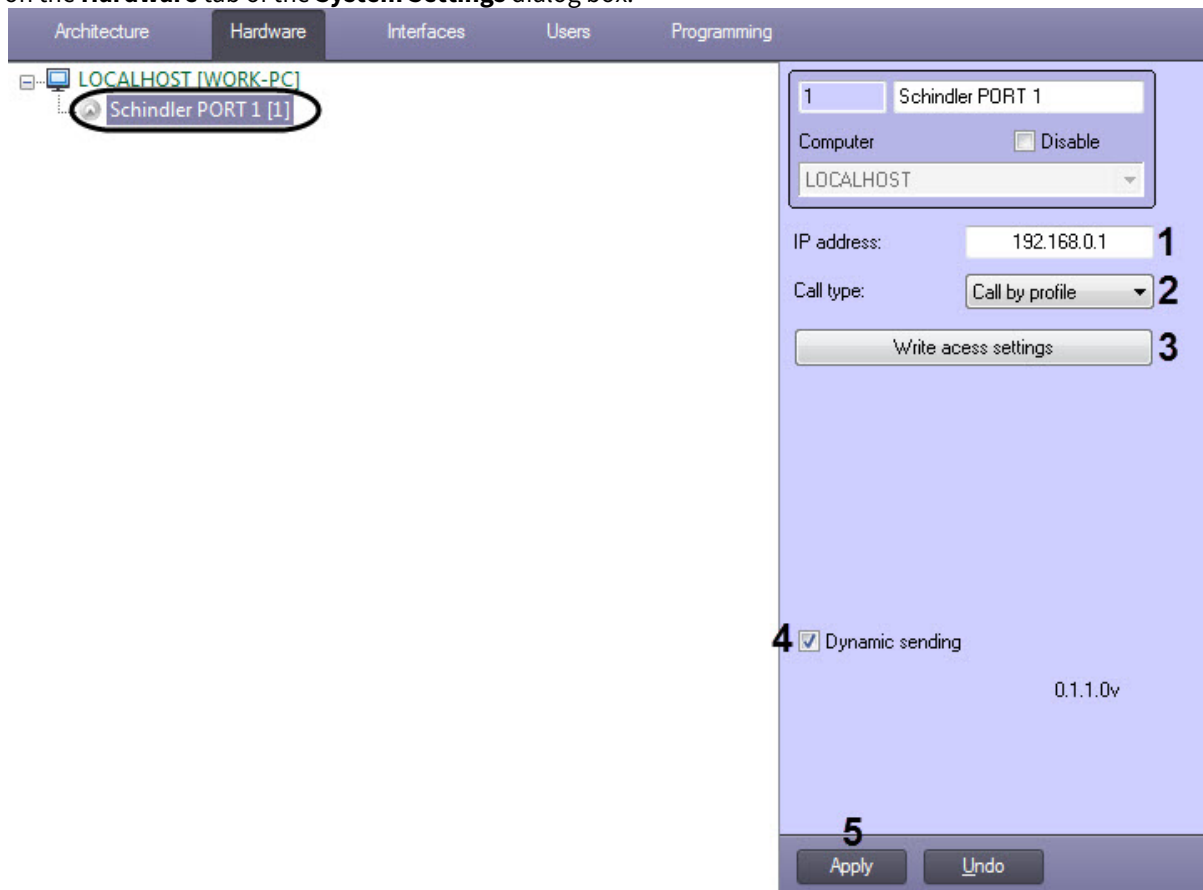 on the Hardware tab of the System Settings dialog box.
Architecture Hardware Interfaces Users Programming
LOCALHOST [WORK-PC]
Schindler PORT 1 [1]
1 Schindler PORT 1
Computer Disable
LOCALHOST
IP address: 192.168.0.1 1
Call type: Call by profile 2
Write acess settings 3
4 Dynamic sending
0.1.1.0v
5
Apply Undo